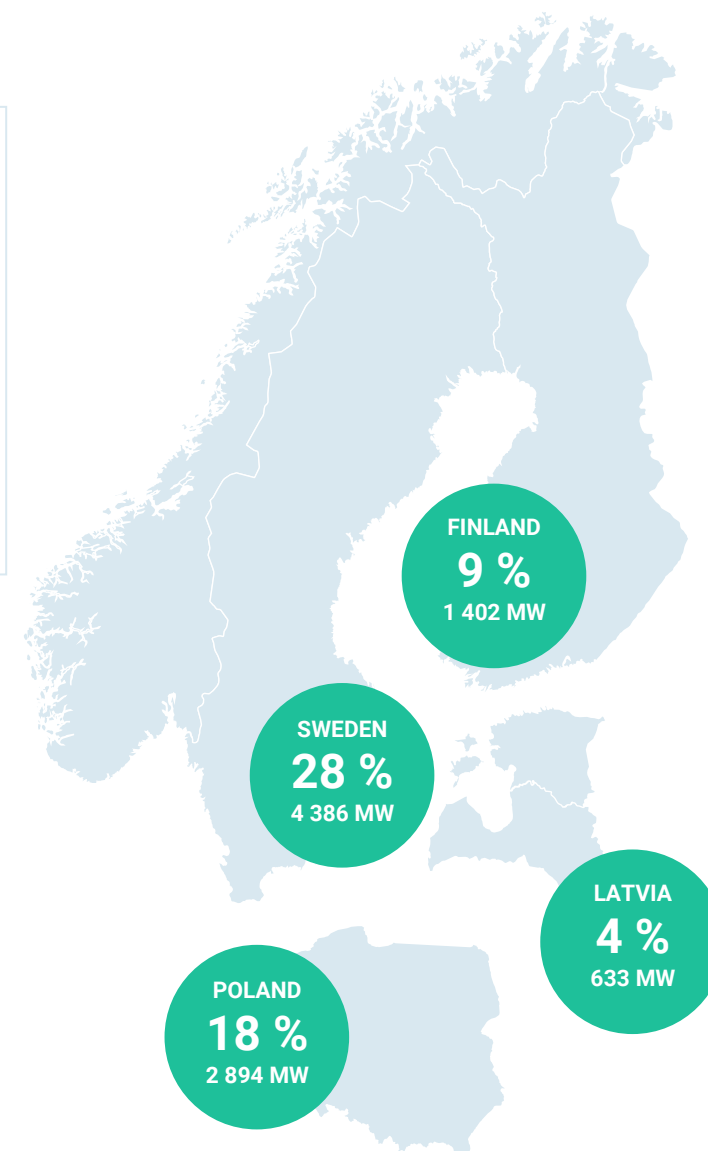 FINLAND
9 %
1 402 MW
SWEDEN
28 %
4 386 MW
LATVIA
4 %
633 MW
POLAND
18 %
2 894 MW